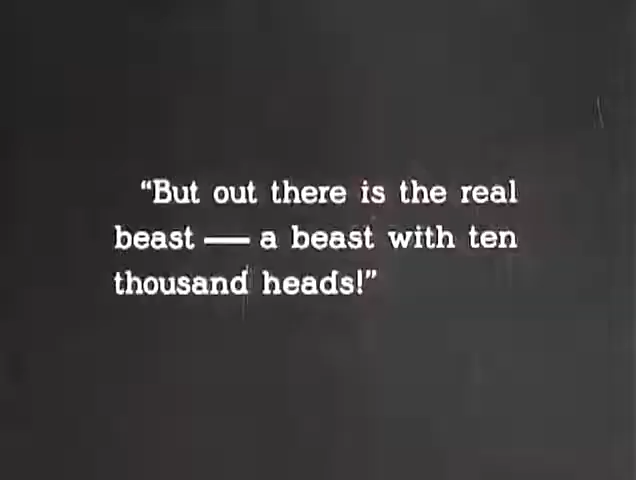 “But out there is the real
beast — a beast with ten
thousand heads!”